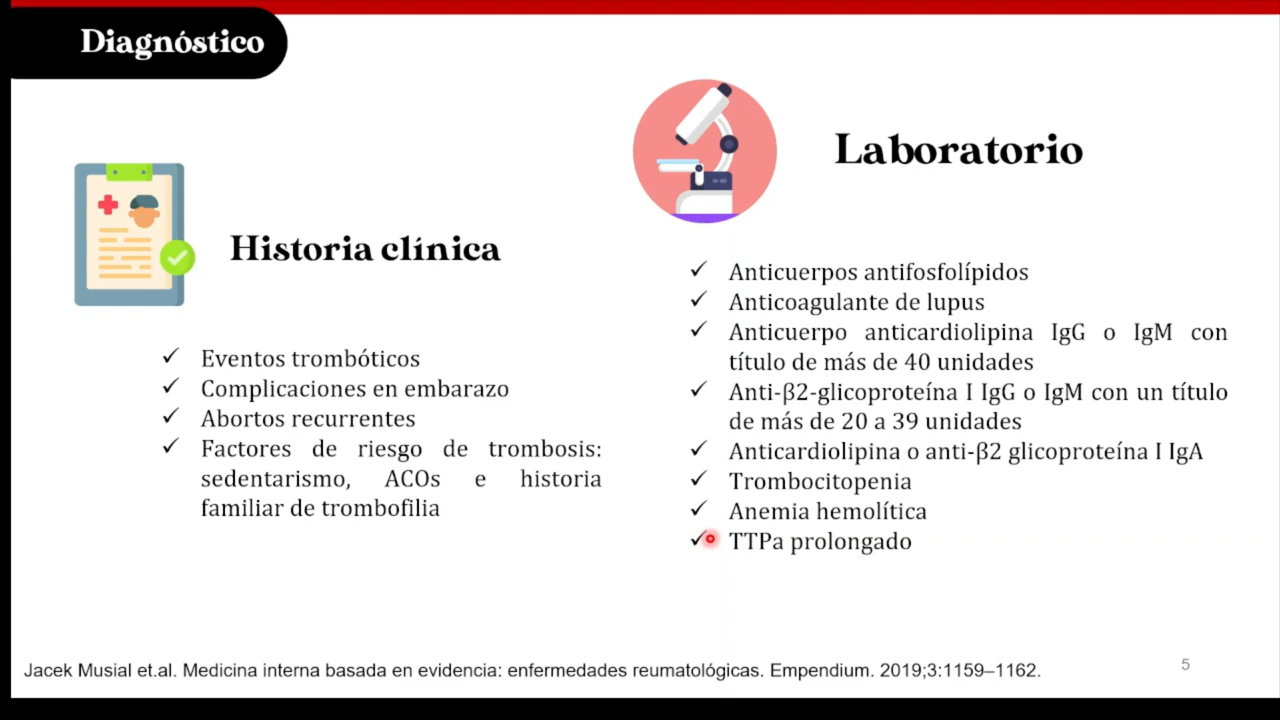 Diagnóstico
Historia clínica
Eventos trombóticos
Complicaciones en embarazo
Abortos recurrentes
Factores de riesgo de trombosis:
sedentarismo, ACOs e historia
familiar de trombofilia
Laboratorio
Anticuerpos antifosfolípidos
Anticoagulante de lupus
Anticuerpo anticardiolipina IgG o IgM con
título de más de 40 unidades
Anti-β2-glicoproteína I IgG o IgM con un título
de más de 20 a 39 unidades
Anticardiolipina o anti-β2 glicoproteína I IgA
Trombocitopenia
Anemia hemolítica
TTPa prolongado
Jacek Musial et.al. Medicina interna basada en evidencia: enfermedades reumatológicas. Empendium. 2019;3:1159–1162.
5